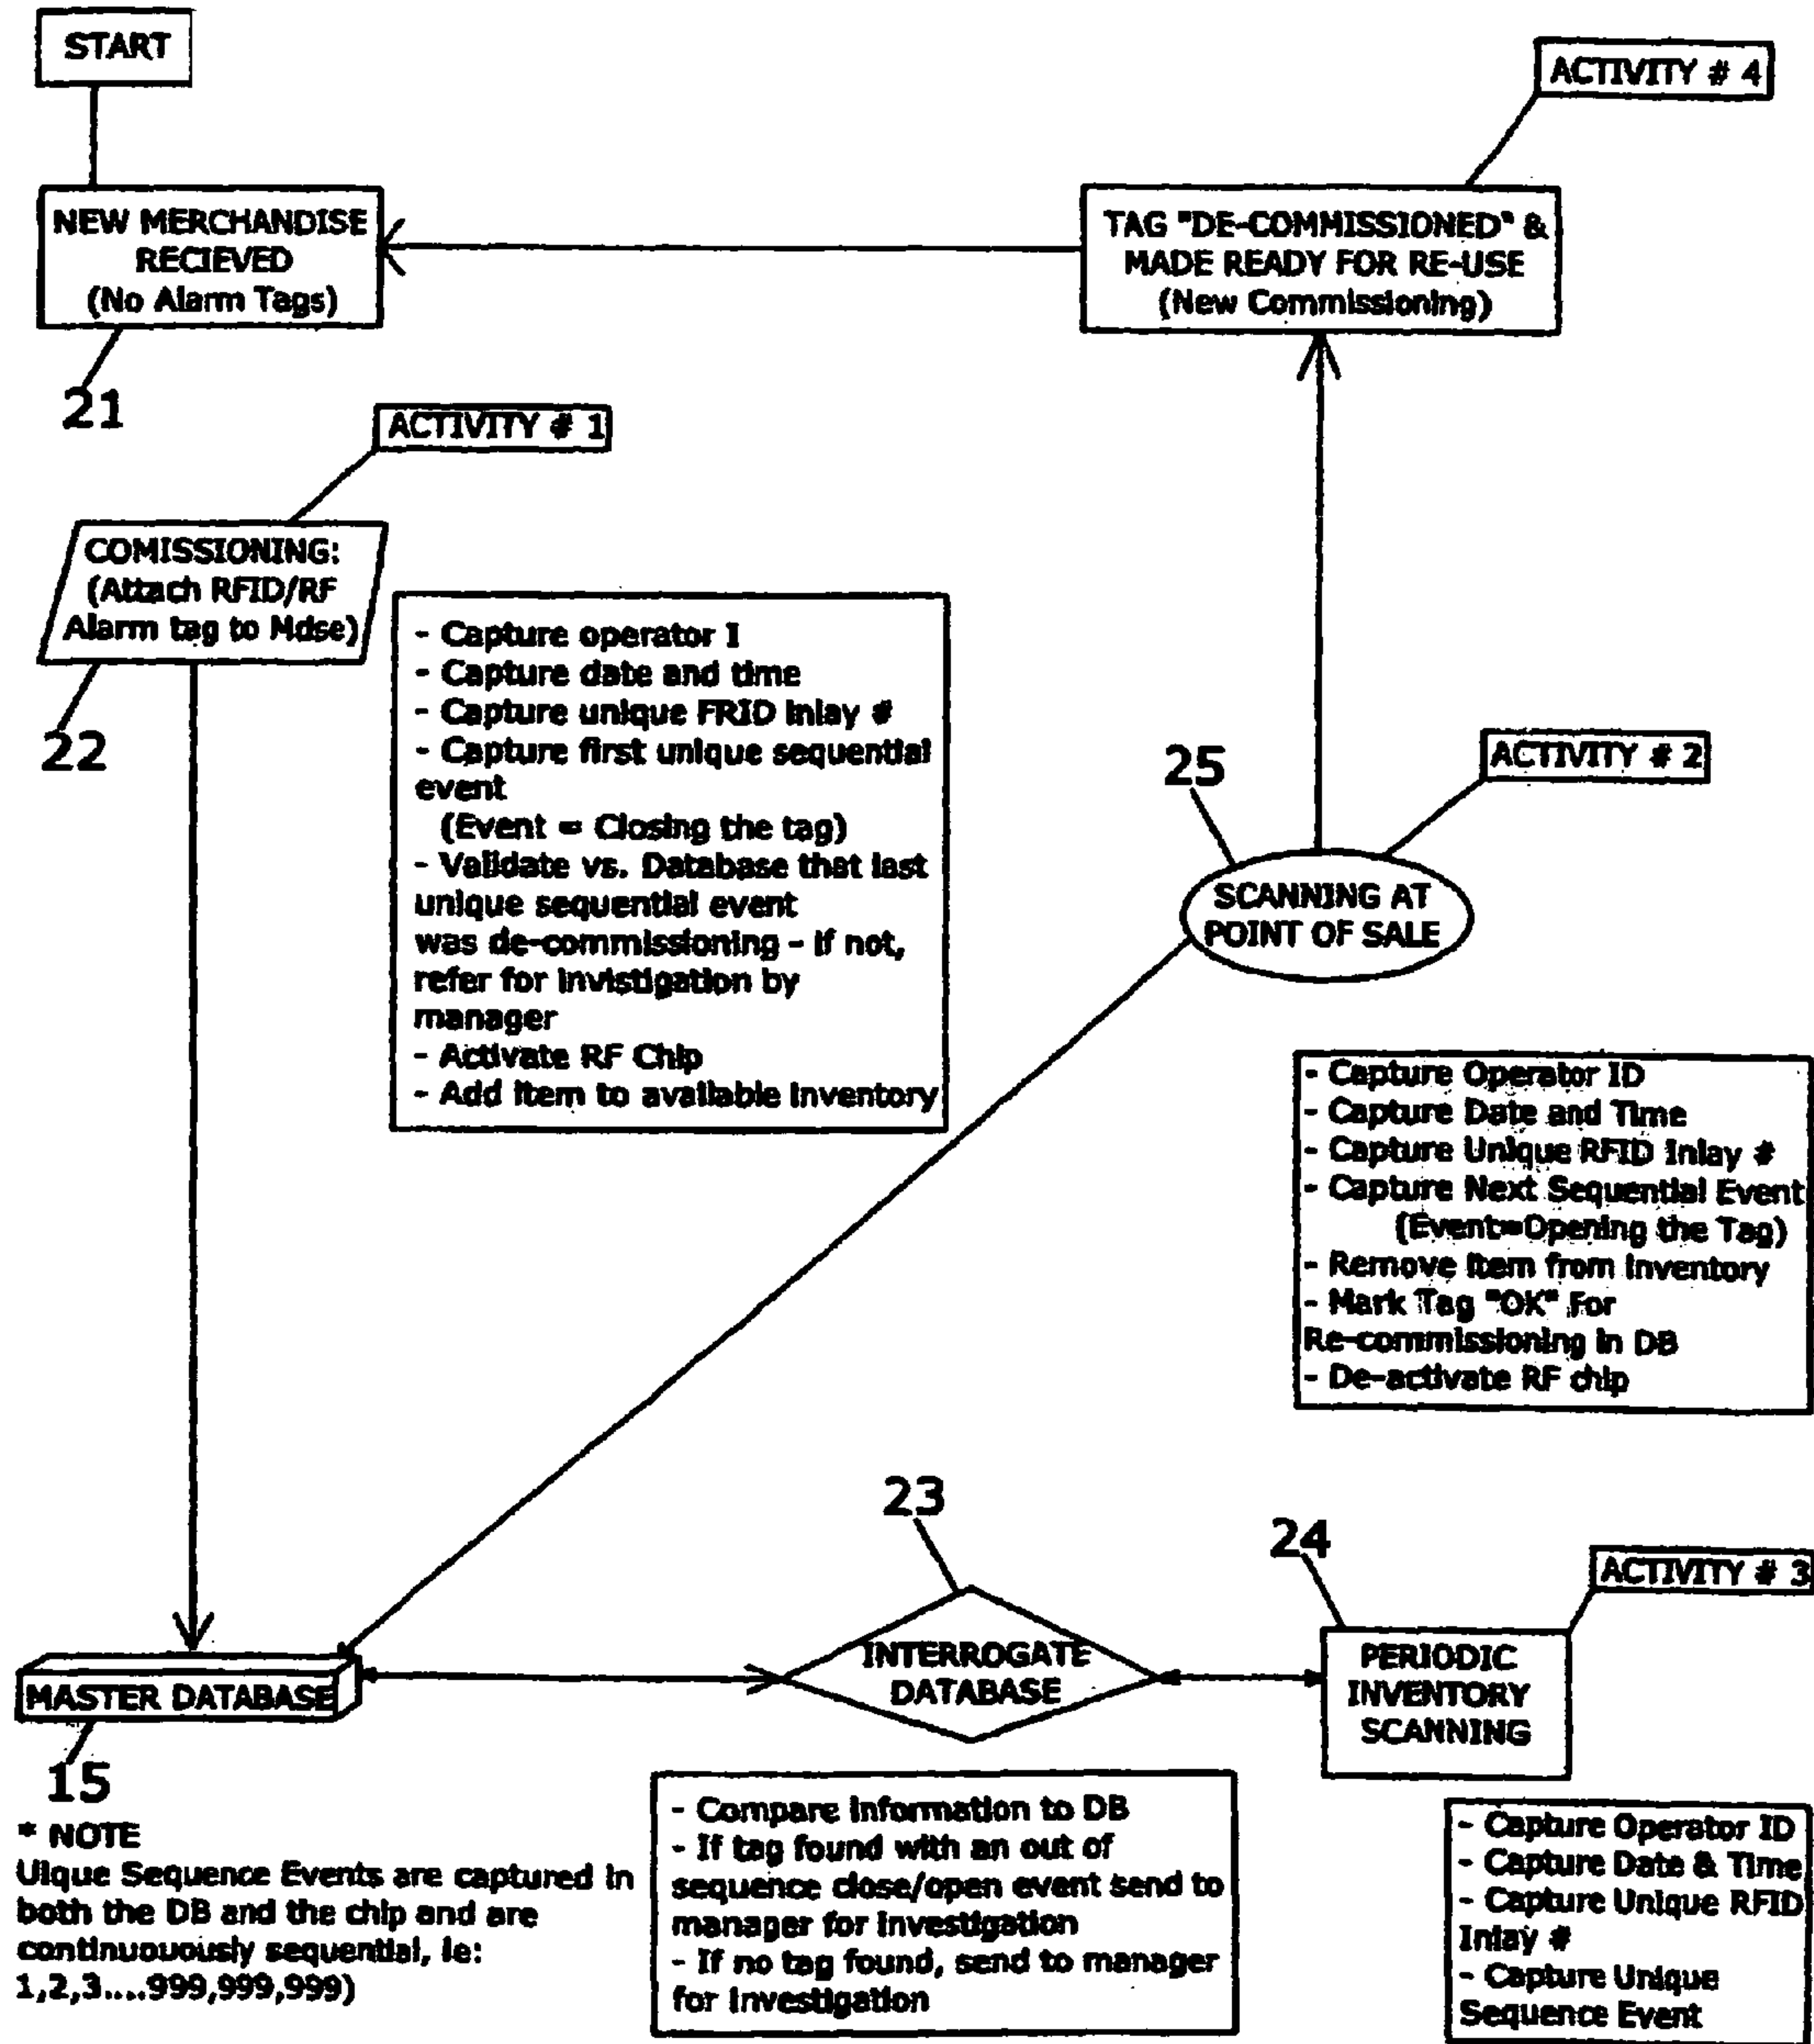 START
ACTIVITY # 4
NEW MERCHANDISE
RECIEVED
(No Alarm Tags)
TAG "DE-COMMISSIONED" &
MADE READY FOR RE-USE
(New Commissioning)
21
ACTIVITY # 1
COMISSIONING:
(Attach RFID/RF
Alarm tag to Mdse)
22
- Capture operator I
- Capture date and time
- Capture unique FRID inlay #
- Capture first unique sequential
event
(Event = Closing the tag)
- Validate vs. Database that last
unique sequential event
was de-commissioning - if not,
refer for invistigation by
manager
- Activate RF Chip
- Add item to available inventory
25
ACTIVITY # 2
SCANNING AT
POINT OF SALE
- Capture Operator ID
- Capture Date and Time
- Capture Unique RFID Inlay #
- Capture Next Sequential Event
(Event=Opening the Tag)
- Remove item from inventory
- Mark Tag "OK" For
Re-commissioning in DB
- De-activate RF chip
23
24
ACTIVITY # 3
INTERROGATE
DATABASE
PERIODIC
INVENTORY
SCANNING
MASTER DATABASE
15
* NOTE
Uique Sequence Events are captured in
both the DB and the chip and are
continuouously sequential, ie:
1,2,3....999,999,999)
- Compare information to DB
- If tag found with an out of
sequence close/open event send to
manager for investigation
- If no tag found, send to manager
for investigation
- Capture Operator ID
- Capture Date & Time
- Capture Unique RFID
Inlay #
- Capture Unique
Sequence Event